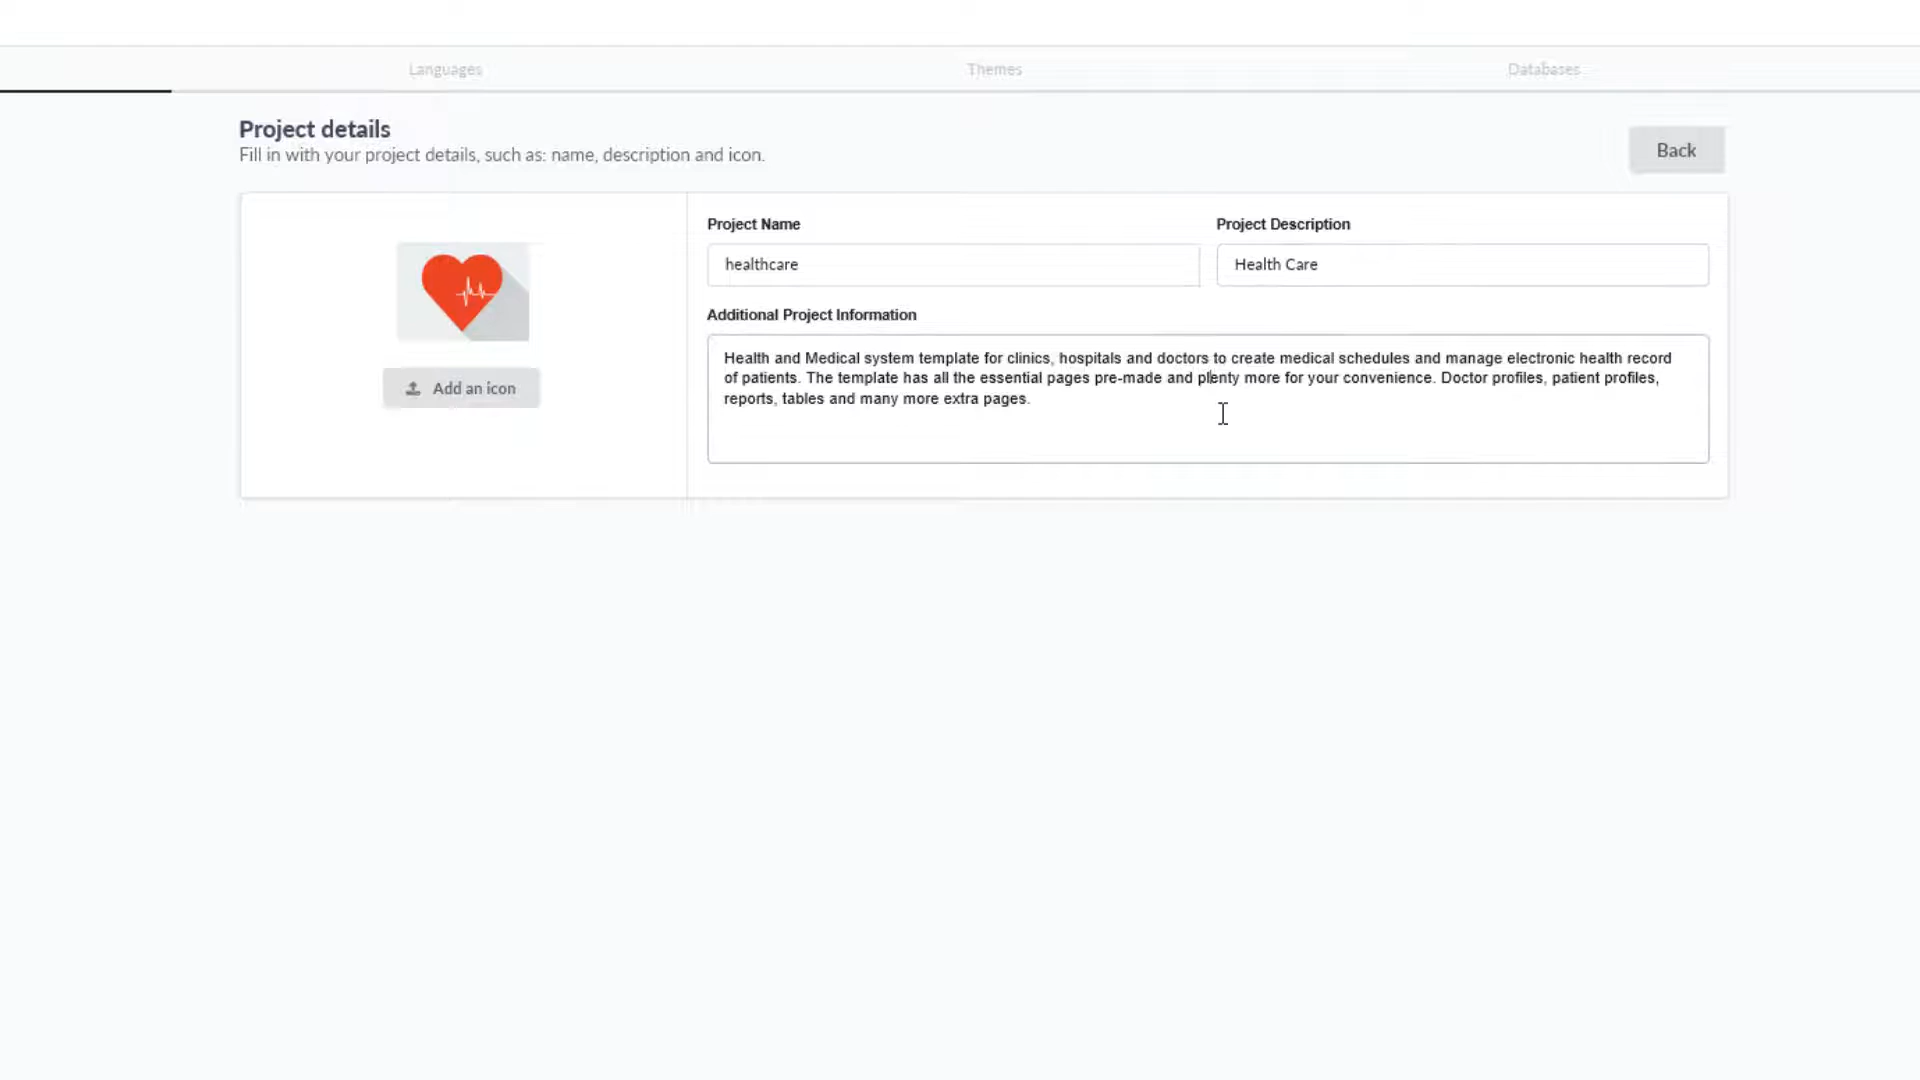 Languages
Themes
Databases
Project details
Fill in with your project details, such as: name, description and icon.
Back
Project Name
Project Description
healthcare
Health Care
Additional Project Information
Health and Medical system template for clinics, hospitals and doctors to create medical schedules and manage electronic health record
of patients. The template has all the essential pages pre-made and plenty more for your convenience. Doctor profiles, patient profiles,
reports, tables and many more extra pages.
Add an icon